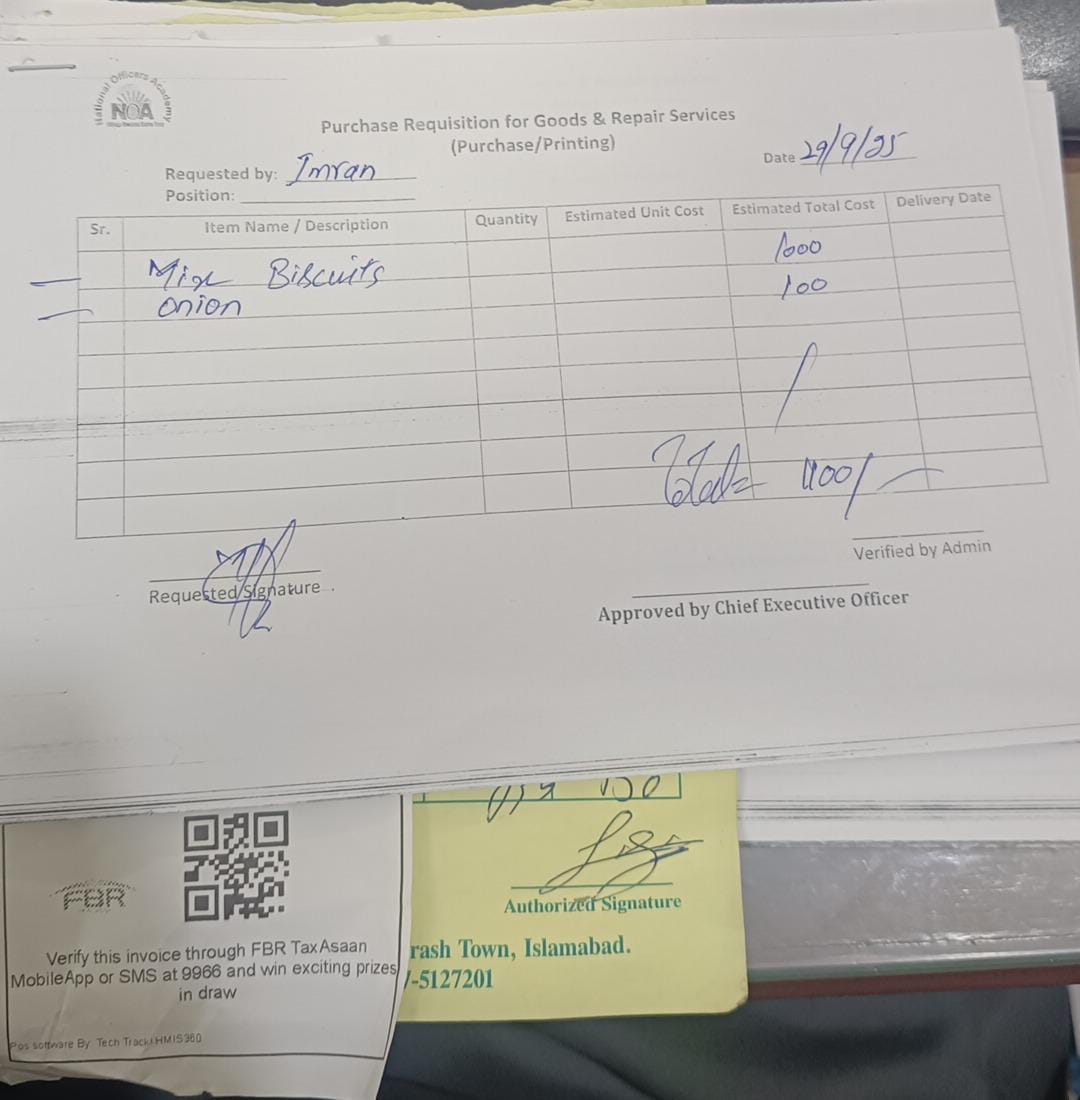 National Officers Academy
NOA
Purchase Requisition for Goods & Repair Services
(Purchase/Printing)
Requested by: Imran
Date 29/9/25
Position:
Sr. Item Name / Description Quantity Estimated Unit Cost Estimated Total Cost Delivery Date
Mix Biscuits 1000
onion 100
Total= 1100/-
Verified by Admin
Requested Signature
Approved by Chief Executive Officer
Authorized Signature
FBR
rash Town, Islamabad.
/-5127201
Verify this invoice through FBR TaxAsaan
MobileApp or SMS at 9966 and win exciting prizes
in draw
Pos software By Tech Track/HMIS360